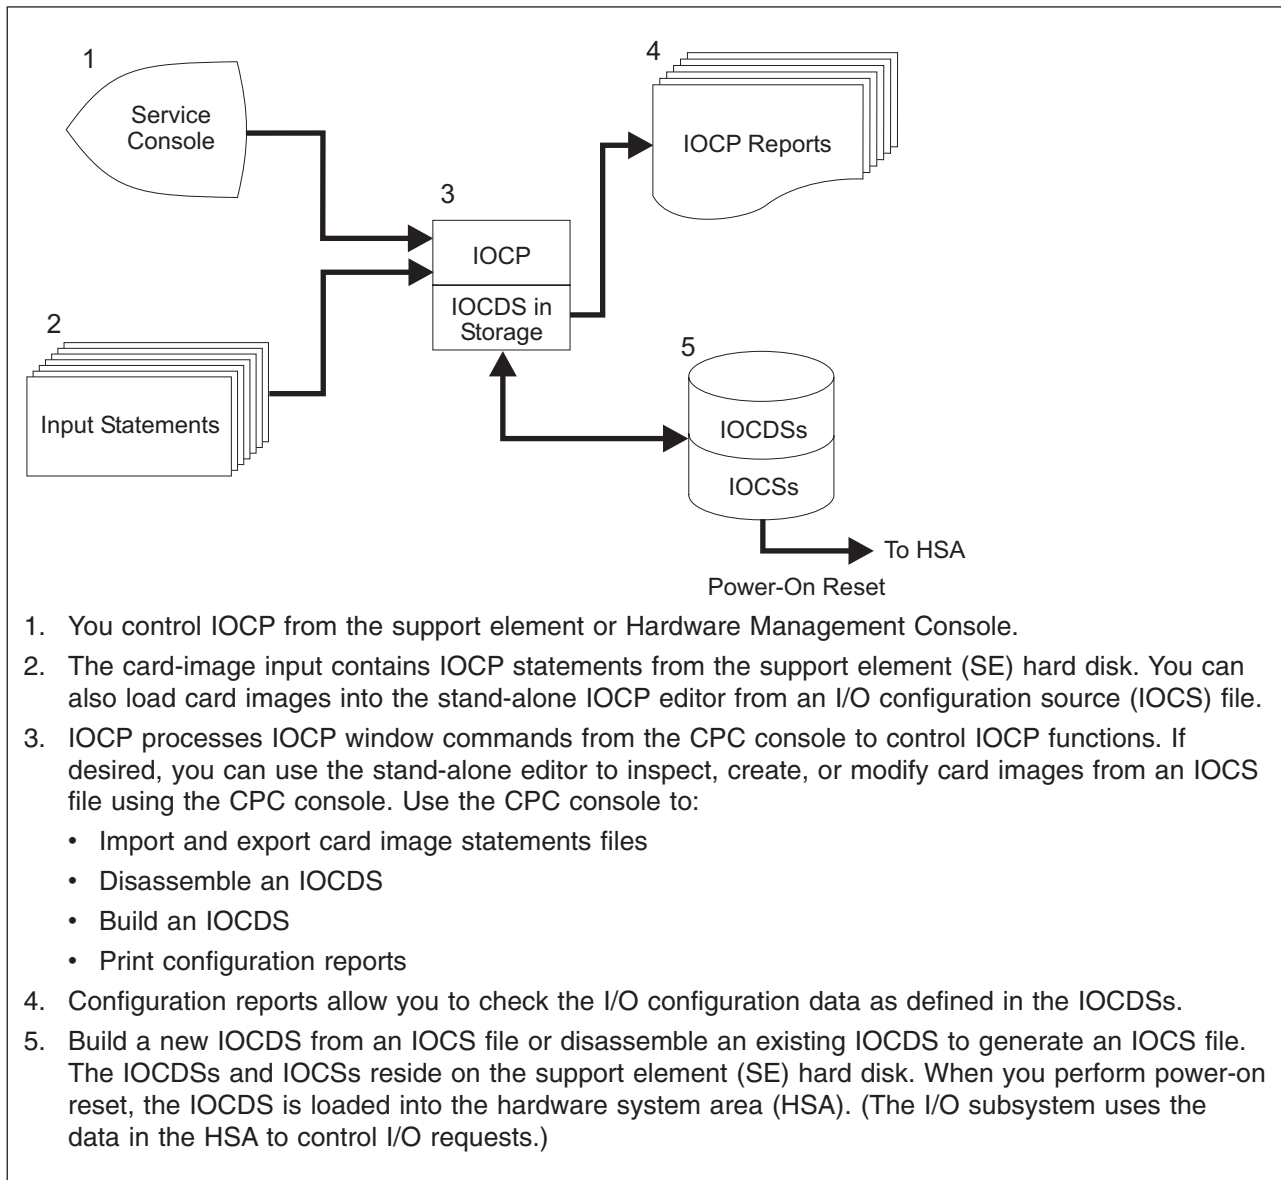 1
Service
Console
4
IOCP Reports
3
IOCP
IOCDS in
Storage
2
Input Statements
5
IOCDSs
IOCSs
To HSA
Power-On Reset
1. You control IOCP from the support element or Hardware Management Console.
2. The card-image input contains IOCP statements from the support element (SE) hard disk. You can
also load card images into the stand-alone IOCP editor from an I/O configuration source (IOCS) file.
3. IOCP processes IOCP window commands from the CPC console to control IOCP functions. If
desired, you can use the stand-alone editor to inspect, create, or modify card images from an IOCS
file using the CPC console. Use the CPC console to:
• Import and export card image statements files
• Disassemble an IOCDS
• Build an IOCDS
• Print configuration reports
4. Configuration reports allow you to check the I/O configuration data as defined in the IOCDSs.
5. Build a new IOCDS from an IOCS file or disassemble an existing IOCDS to generate an IOCS file.
The IOCDSs and IOCSs reside on the support element (SE) hard disk. When you perform power-on
reset, the IOCDS is loaded into the hardware system area (HSA). (The I/O subsystem uses the
data in the HSA to control I/O requests.)